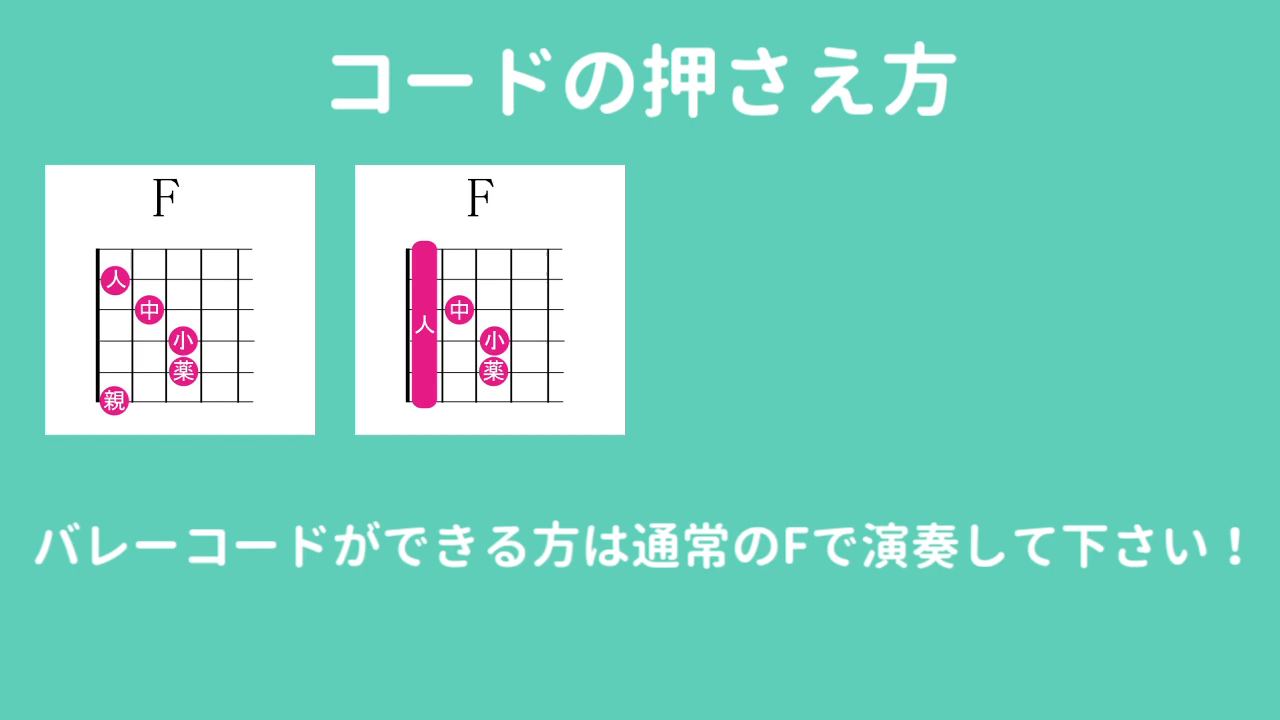 コードの押さえ方
F
人
中
小
薬
親
F
人
中
小
薬
バレーコードができる方は通常のFで演奏して下さい！